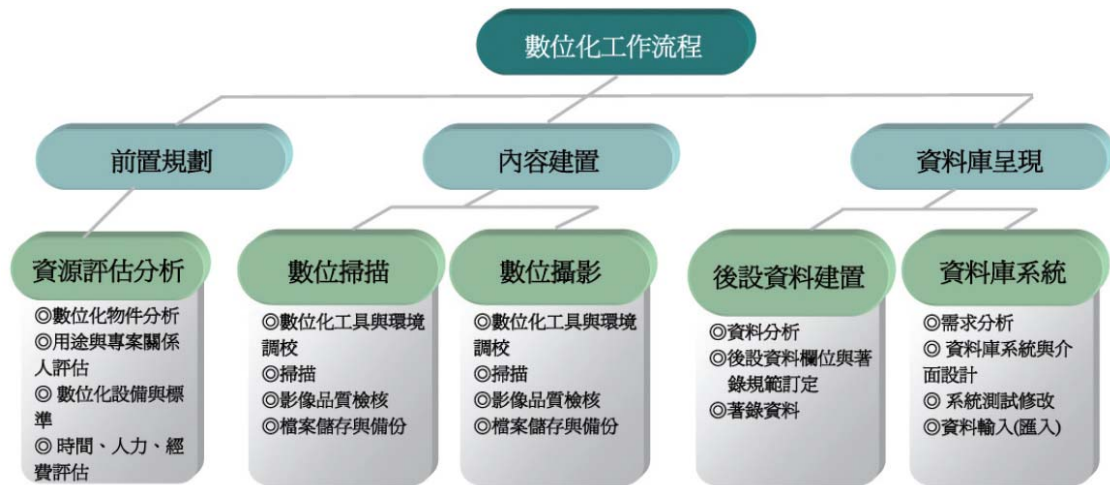 數位化工作流程
前置規劃
內容建置
資料庫呈現
資源評估分析
◎數位化物件分析
◎用途與專案關係
人評估
◎ 數位化設備與標
準
◎ 時間、人力、經
費評估
數位掃描
◎數位化工具與環境
調校
◎掃描
◎影像品質檢核
◎檔案儲存與備份
數位攝影
◎數位化工具與環境
調校
◎掃描
◎影像品質檢核
◎檔案儲存與備份
後設資料建置
◎資料分析
◎後設資料欄位與著
錄規範訂定
◎著錄資料
資料庫系統
◎需求分析
◎ 資料庫系統與介
面設計
◎ 系統測試修改
◎資料輸入(匯入)